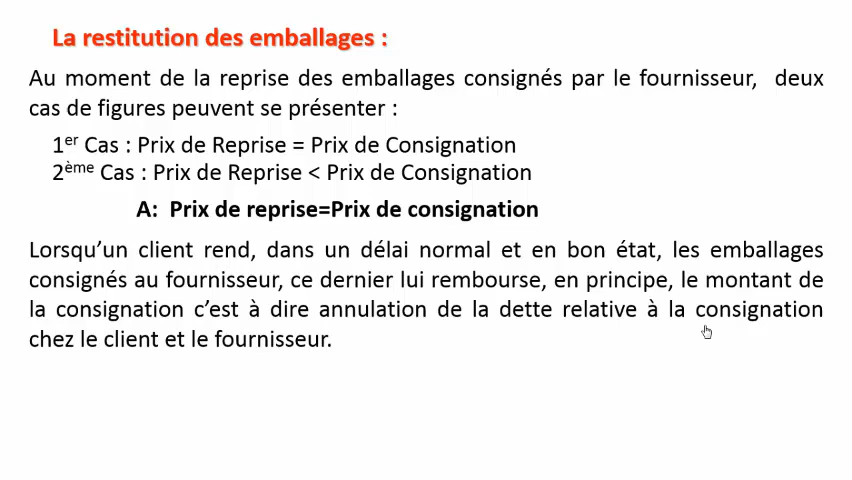 La restitution des emballages :
Au moment de la reprise des emballages consignés par le fournisseur, deux
cas de figures peuvent se présenter :
1er Cas : Prix de Reprise = Prix de Consignation
2ème Cas : Prix de Reprise < Prix de Consignation
A: Prix de reprise=Prix de consignation
Lorsqu’un client rend, dans un délai normal et en bon état, les emballages
consignés au fournisseur, ce dernier lui rembourse, en principe, le montant de
la consignation c’est à dire annulation de la dette relative à la consignation
chez le client et le fournisseur.